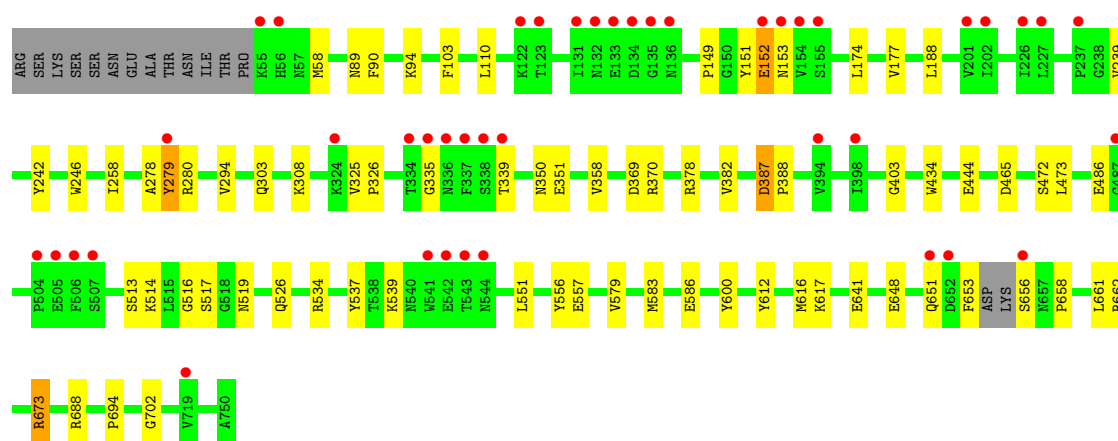 ARG SER LYS SER SER ASN GLU ALA THR ASN ILE THR PRO K55 H56 N57 M58 N89 F90 K94 F103 L110 K122 T123 I131 N132 E133 D134 G135 N136 P149 G150 Y151 E152 N153 V154 S155 L174 V177 L188 V201 I202 I226 L227 P237 G238
Y242 W246 I258 A278 Y279 R280 V294 Q303 K308 K324 V325 P326 T334 G335 N336 F337 S338 T339 N350 E351 V358 D369 R370 R378 V382 D387 P388 V394 I398 G403 W434 E444 D465 S472 L473 E486
P504 E505 F506 S507 S513 K514 L515 G516 S517 G518 N519 Q526 R534 Y537 T538 K539 N540 W541 E542 T543 N544 L551 Y556 E557 V579 M583 E586 Y600 Y612 M616 K617 E641 E648 Q651 D652 F653 ASP LYS S656 N657 P658 L661
R673 R688 P694 G702 V719 A750